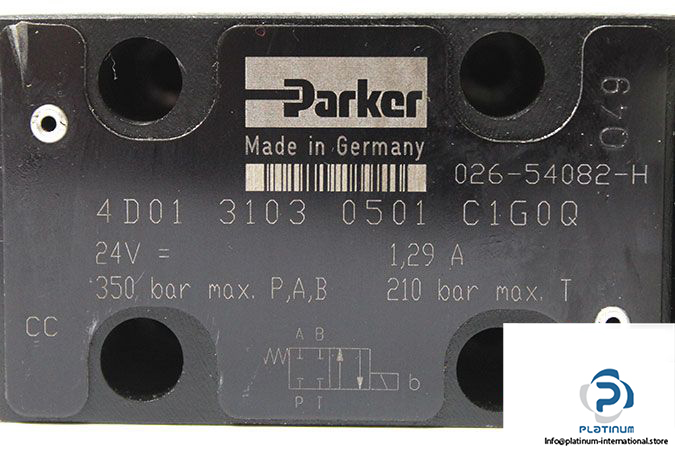 Parker
Made in Germany
049
026-54082-H
4D01 3103 0501 C1G0Q
24V = 1,29 A
350 bar max. P,A,B 210 bar max. T
CC
A B
b
P T
PLATINUM
Info@platinum-international.store